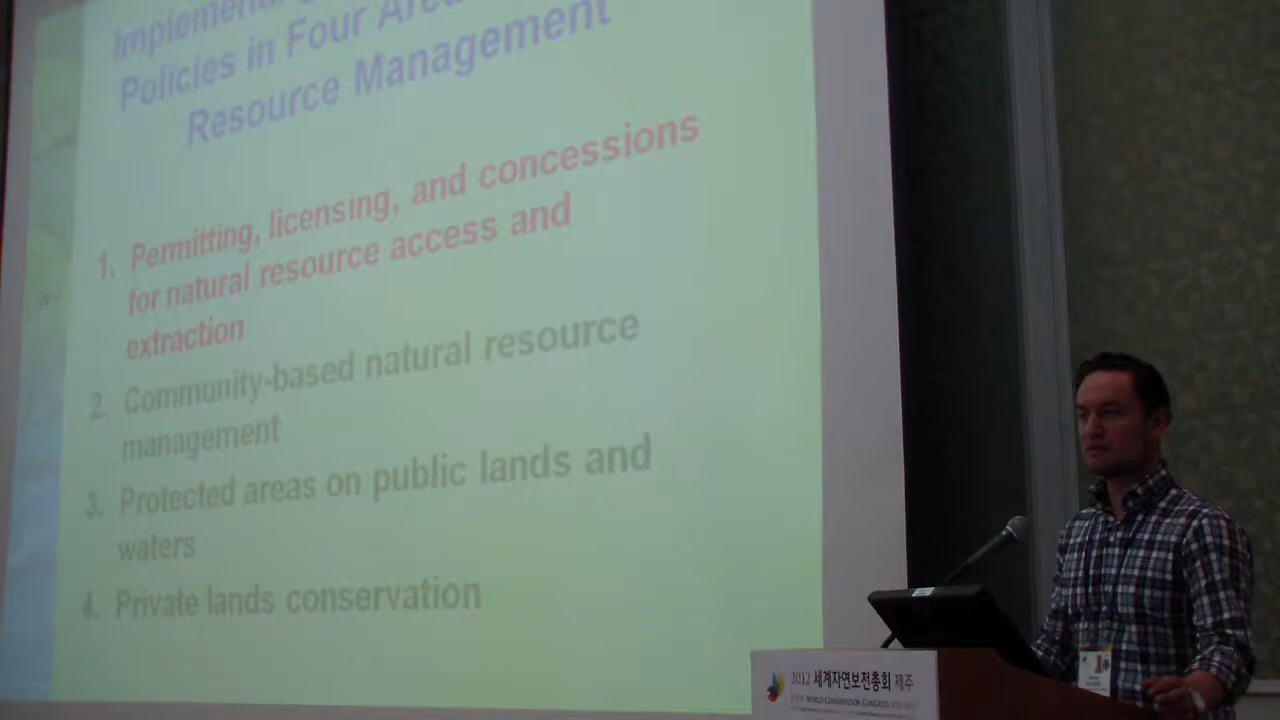 Policies in Four
Resource Management
1. Permitting, licensing, and concessions
for natural resource access and
extraction
2. Community-based natural resource
management
3. Protected areas on public lands and
waters
4. Private lands conservation
2012 세계자연보전총회 제주
WORLD CONSERVATION CONGRESS